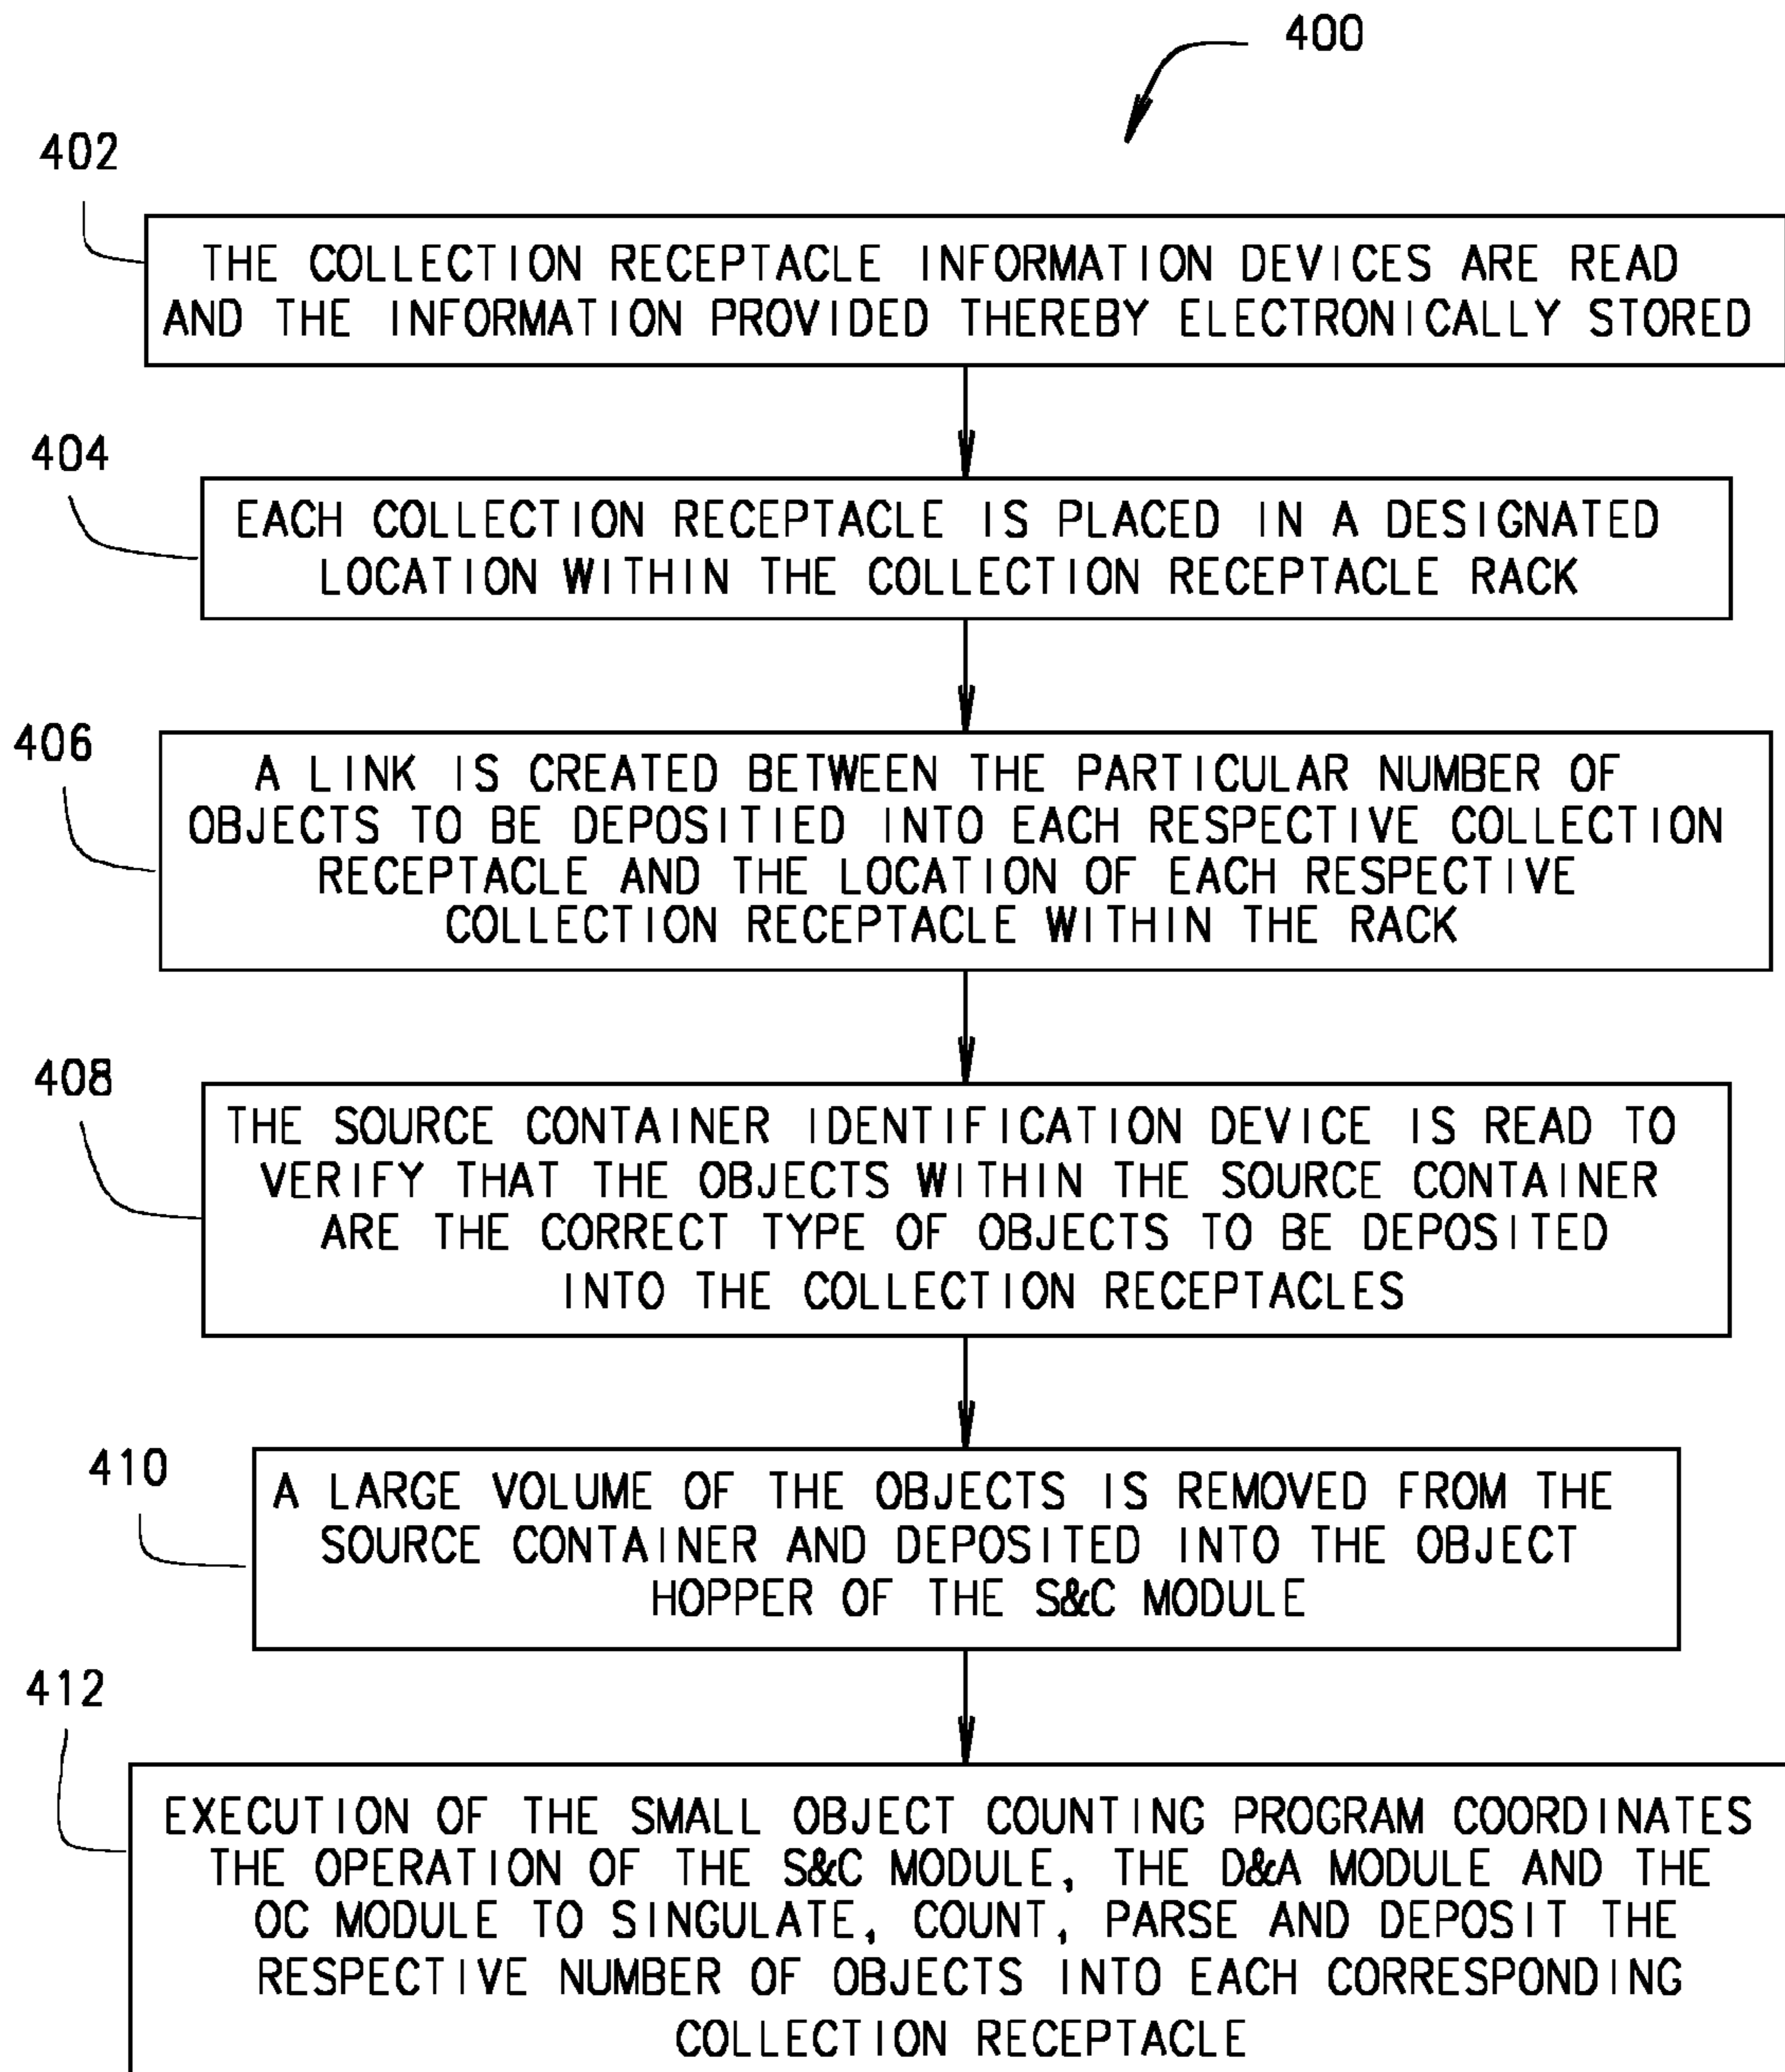 400
402
THE COLLECTION RECEPTACLE INFORMATION DEVICES ARE READ
AND THE INFORMATION PROVIDED THEREBY ELECTRONICALLY STORED
404
EACH COLLECTION RECEPTACLE IS PLACED IN A DESIGNATED
LOCATION WITHIN THE COLLECTION RECEPTACLE RACK
406
A LINK IS CREATED BETWEEN THE PARTICULAR NUMBER OF
OBJECTS TO BE DEPOSITIED INTO EACH RESPECTIVE COLLECTION
RECEPTACLE AND THE LOCATION OF EACH RESPECTIVE
COLLECTION RECEPTACLE WITHIN THE RACK
408
THE SOURCE CONTAINER IDENTIFICATION DEVICE IS READ TO
VERIFY THAT THE OBJECTS WITHIN THE SOURCE CONTAINER
ARE THE CORRECT TYPE OF OBJECTS TO BE DEPOSITED
INTO THE COLLECTION RECEPTACLES
410
A LARGE VOLUME OF THE OBJECTS IS REMOVED FROM THE
SOURCE CONTAINER AND DEPOSITED INTO THE OBJECT
HOPPER OF THE S&C MODULE
412
EXECUTION OF THE SMALL OBJECT COUNTING PROGRAM COORDINATES
THE OPERATION OF THE S&C MODULE, THE D&A MODULE AND THE
OC MODULE TO SINGULATE, COUNT, PARSE AND DEPOSIT THE
RESPECTIVE NUMBER OF OBJECTS INTO EACH CORRESPONDING
COLLECTION RECEPTACLE